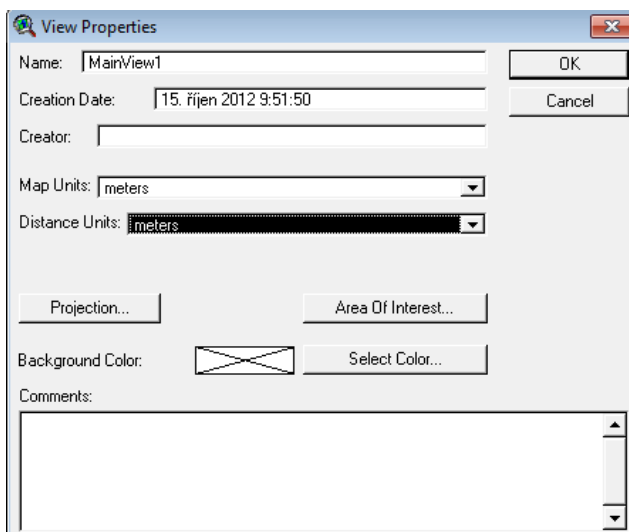 View Properties
Name: MainView1
OK
Creation Date: 15. říjen 2012 9:51:50
Cancel
Creator:
Map Units: meters
Distance Units: meters
Projection...
Area Of Interest...
Background Color:
Select Color...
Comments: